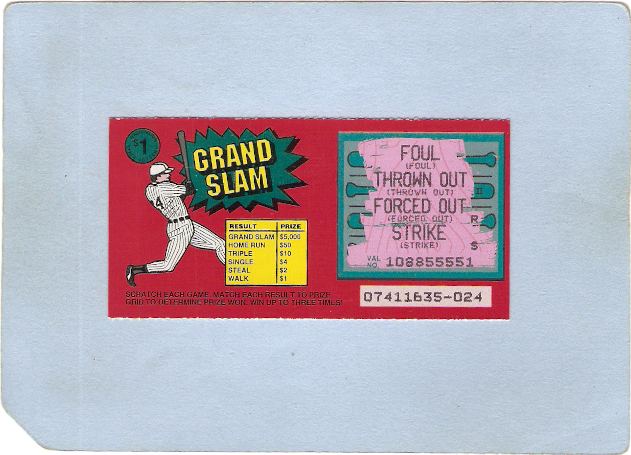 $1
GRAND
SLAM
4
RESULT PRIZE
GRAND SLAM $5,000
HOME RUN $50
TRIPLE $10
SINGLE $4
STEAL $2
WALK $1
SCRATCH EACH GAME. MATCH EACH RESULT TO PRIZE
GRID TO DETERMINE PRIZE WON. WIN UP TO THREE TIMES!
FOUL
(FOUL)
THROWN OUT
(THROWN OUT)
FORCED OUT
(FORCED OUT)
R
STRIKE
(STRIKE)
S
VAL
NO. 108855551
07411635-024